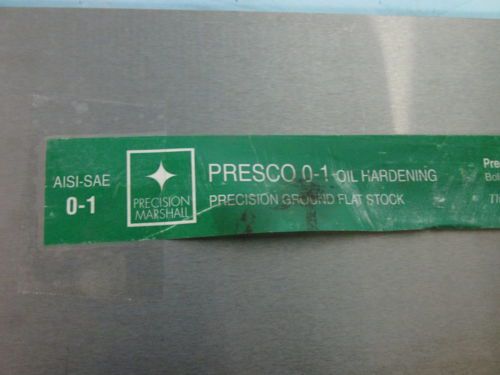 AISI-SAE
0-1
PRECISION
MARSHALL
PRESCO 0-1 OIL HARDENING
PRECISION GROUND FLAT STOCK